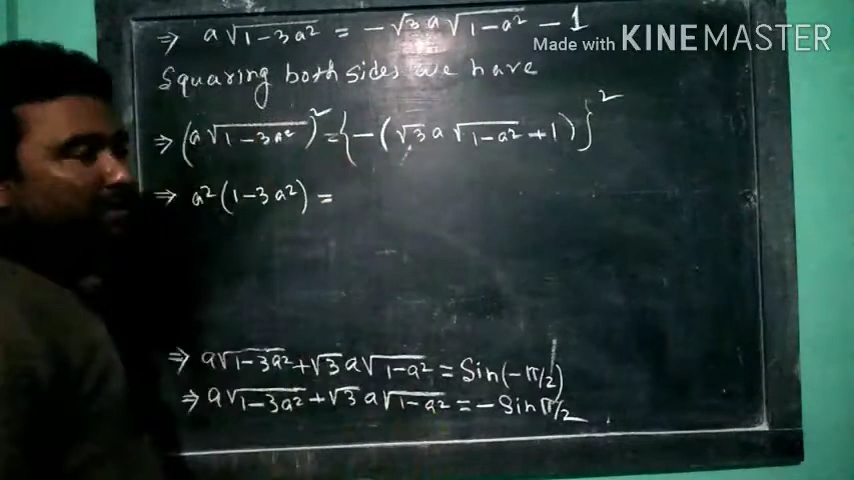 ⇒ a√(1-3a²) = -√3 a√(1-a²) - 1
Made with KINEMASTER
Squaring both sides we have
⇒ (a√(1-3a²))² = {-(√3 a√(1-a²) + 1)}²
⇒ a²(1-3a²) =
⇒ a√(1-3a²) + √3 a√(1-a²) = Sin(-π/2)
⇒ a√(1-3a²) + √3 a√(1-a²) = -Sin π/2